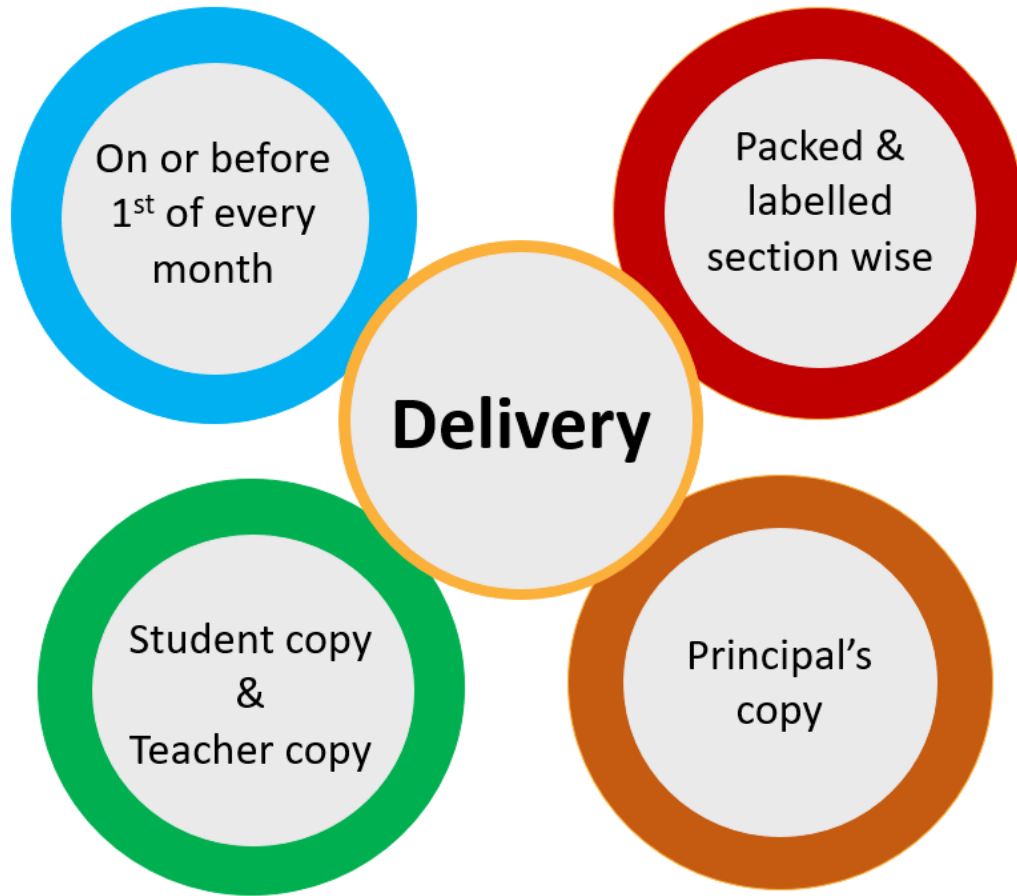 On or before
1st of every
month
Packed &
labelled
section wise
Delivery
Student copy
&
Teacher copy
Principal’s
copy